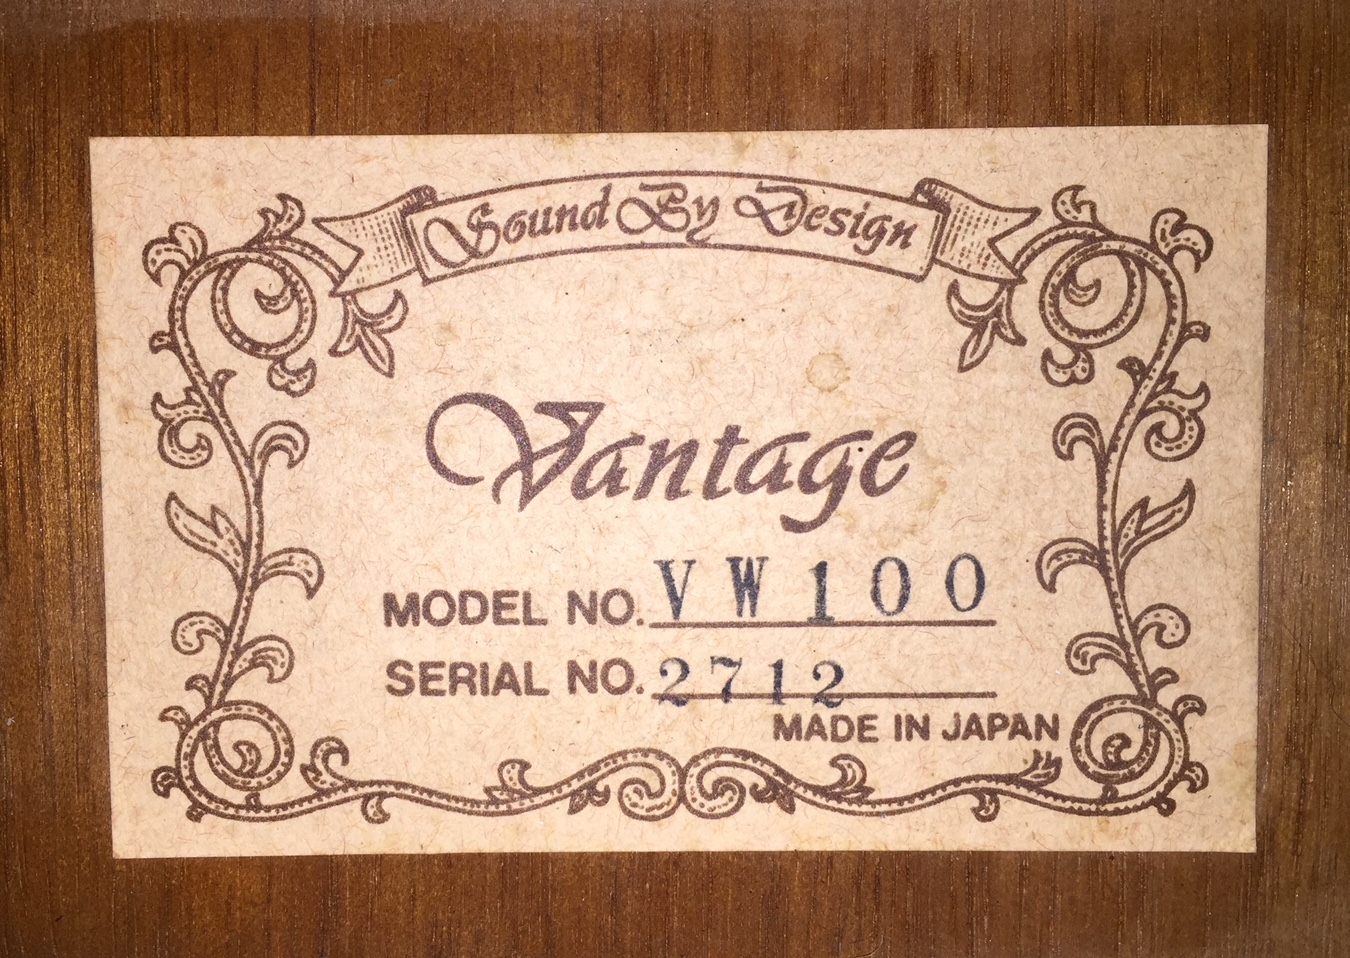 Sound By Design
Vantage
MODEL NO. VW100
SERIAL NO. 2712
MADE IN JAPAN